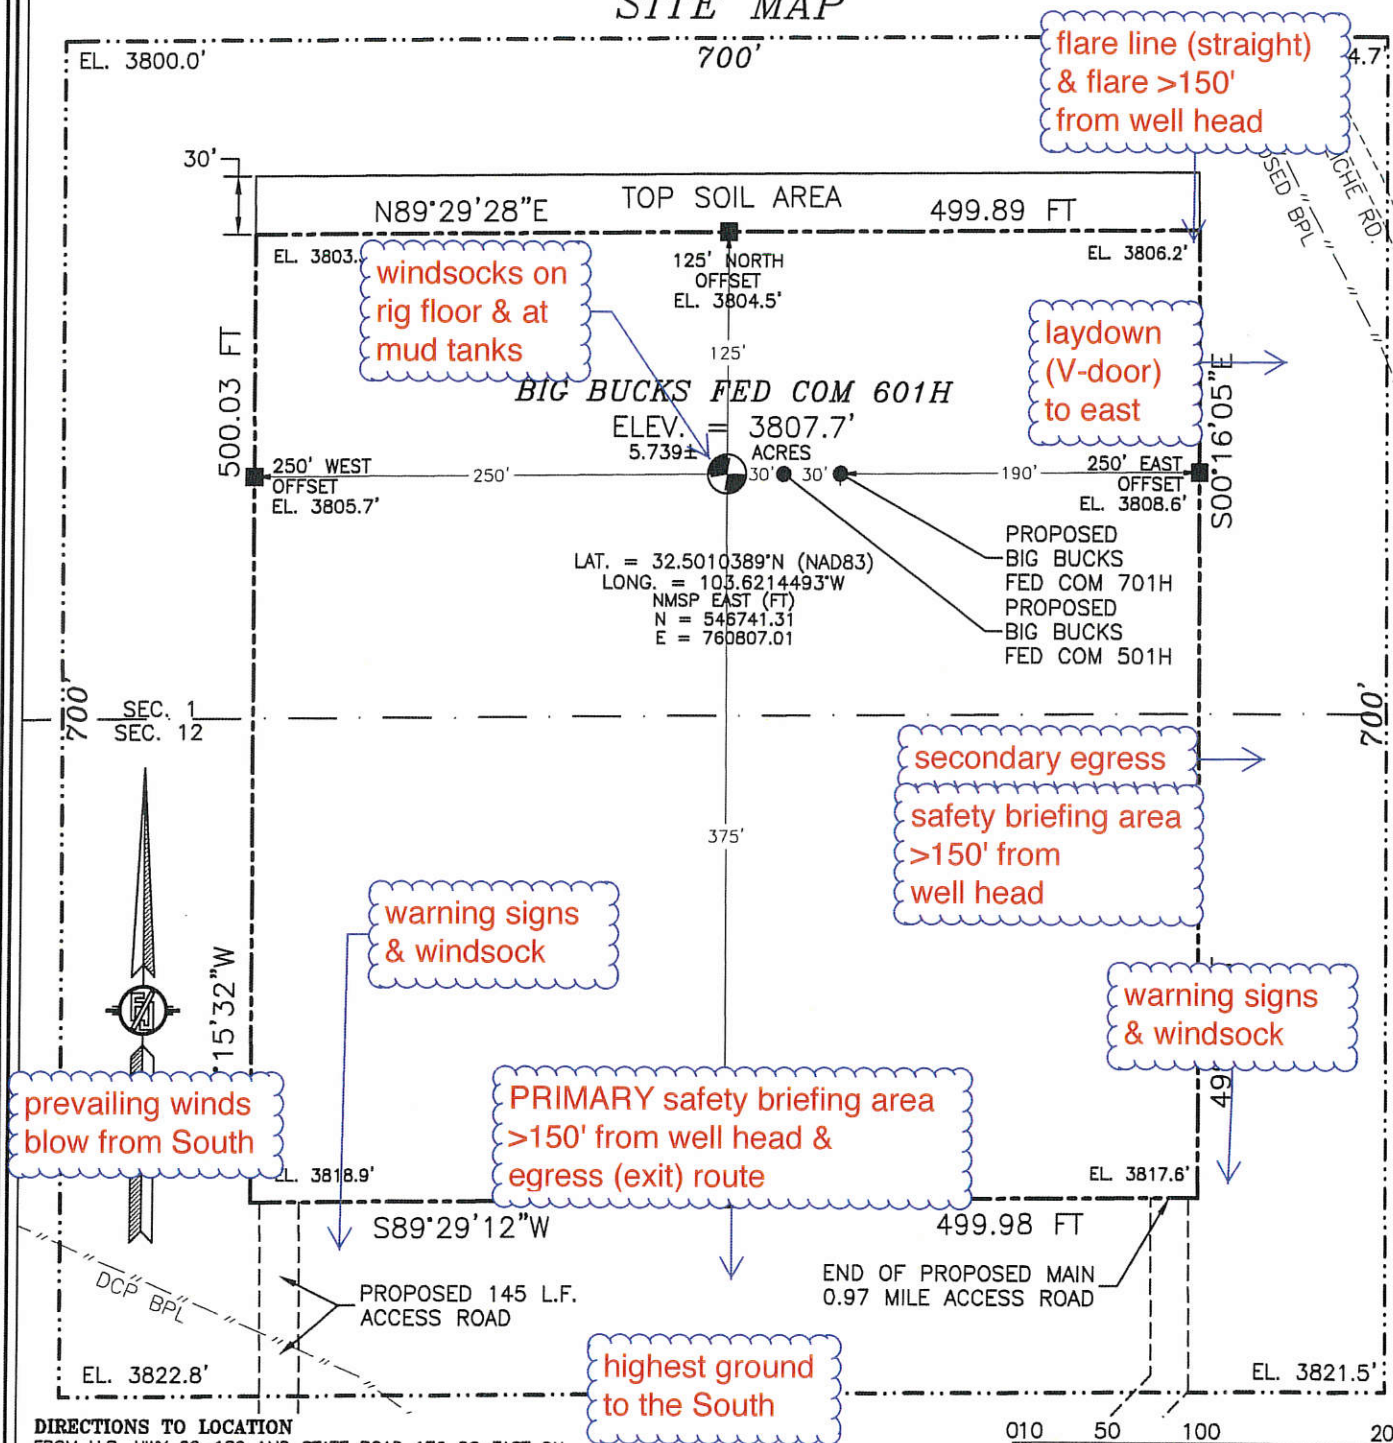 SITE MAP
EL. 3800.0'
700'
flare line (straight)
& flare >150'
from well head
4.7'
30'
TOP SOIL AREA
N89°29'28"E
499.89 FT
BPL
ICHE RD.
EL. 3803.
125' NORTH
OFFSET
EL. 3804.5'
EL. 3806.2'
windsocks on
rig floor & at
mud tanks
laydown
(V-door)
to east
500.03 FT
125'
BIG BUCKS FED COM 601H
ELEV. = 3807.7'
5.739± ACRES
S00°16'05"E
250' WEST
OFFSET
EL. 3805.7'
250'
30' 30'
190'
250' EAST
OFFSET
EL. 3808.6'
PROPOSED
BIG BUCKS
FED COM 701H
PROPOSED
BIG BUCKS
FED COM 501H
LAT. = 32.5010389°N (NAD83)
LONG. = 103.6214493°W
NMSP EAST (FT)
N = 546741.31
E = 760807.01
700'
SEC. 1
SEC. 12
700'
secondary egress
safety briefing area
>150' from
well head
375'
warning signs
& windsock
15'32"W
warning signs
& windsock
49
prevailing winds
blow from South
PRIMARY safety briefing area
>150' from well head &
egress (exit) route
EL. 3818.9'
EL. 3817.6'
S89°29'12"W
499.98 FT
DCP BPL
PROPOSED 145 L.F.
ACCESS ROAD
END OF PROPOSED MAIN
0.97 MILE ACCESS ROAD
EL. 3822.8'
highest ground
to the South
EL. 3821.5'
DIRECTIONS TO LOCATION
010 50 100 20